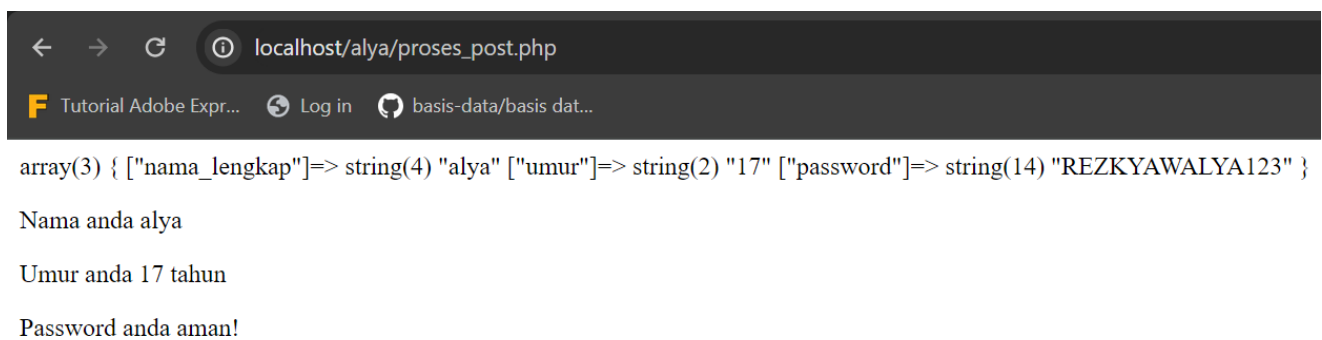 localhost/alya/proses_post.php
Tutorial Adobe Expr... Log in basis-data/basis dat...
array(3) { ["nama_lengkap"]=> string(4) "alya" ["umur"]=> string(2) "17" ["password"]=> string(14) "REZKYAWALYA123" }
Nama anda alya
Umur anda 17 tahun
Password anda aman!